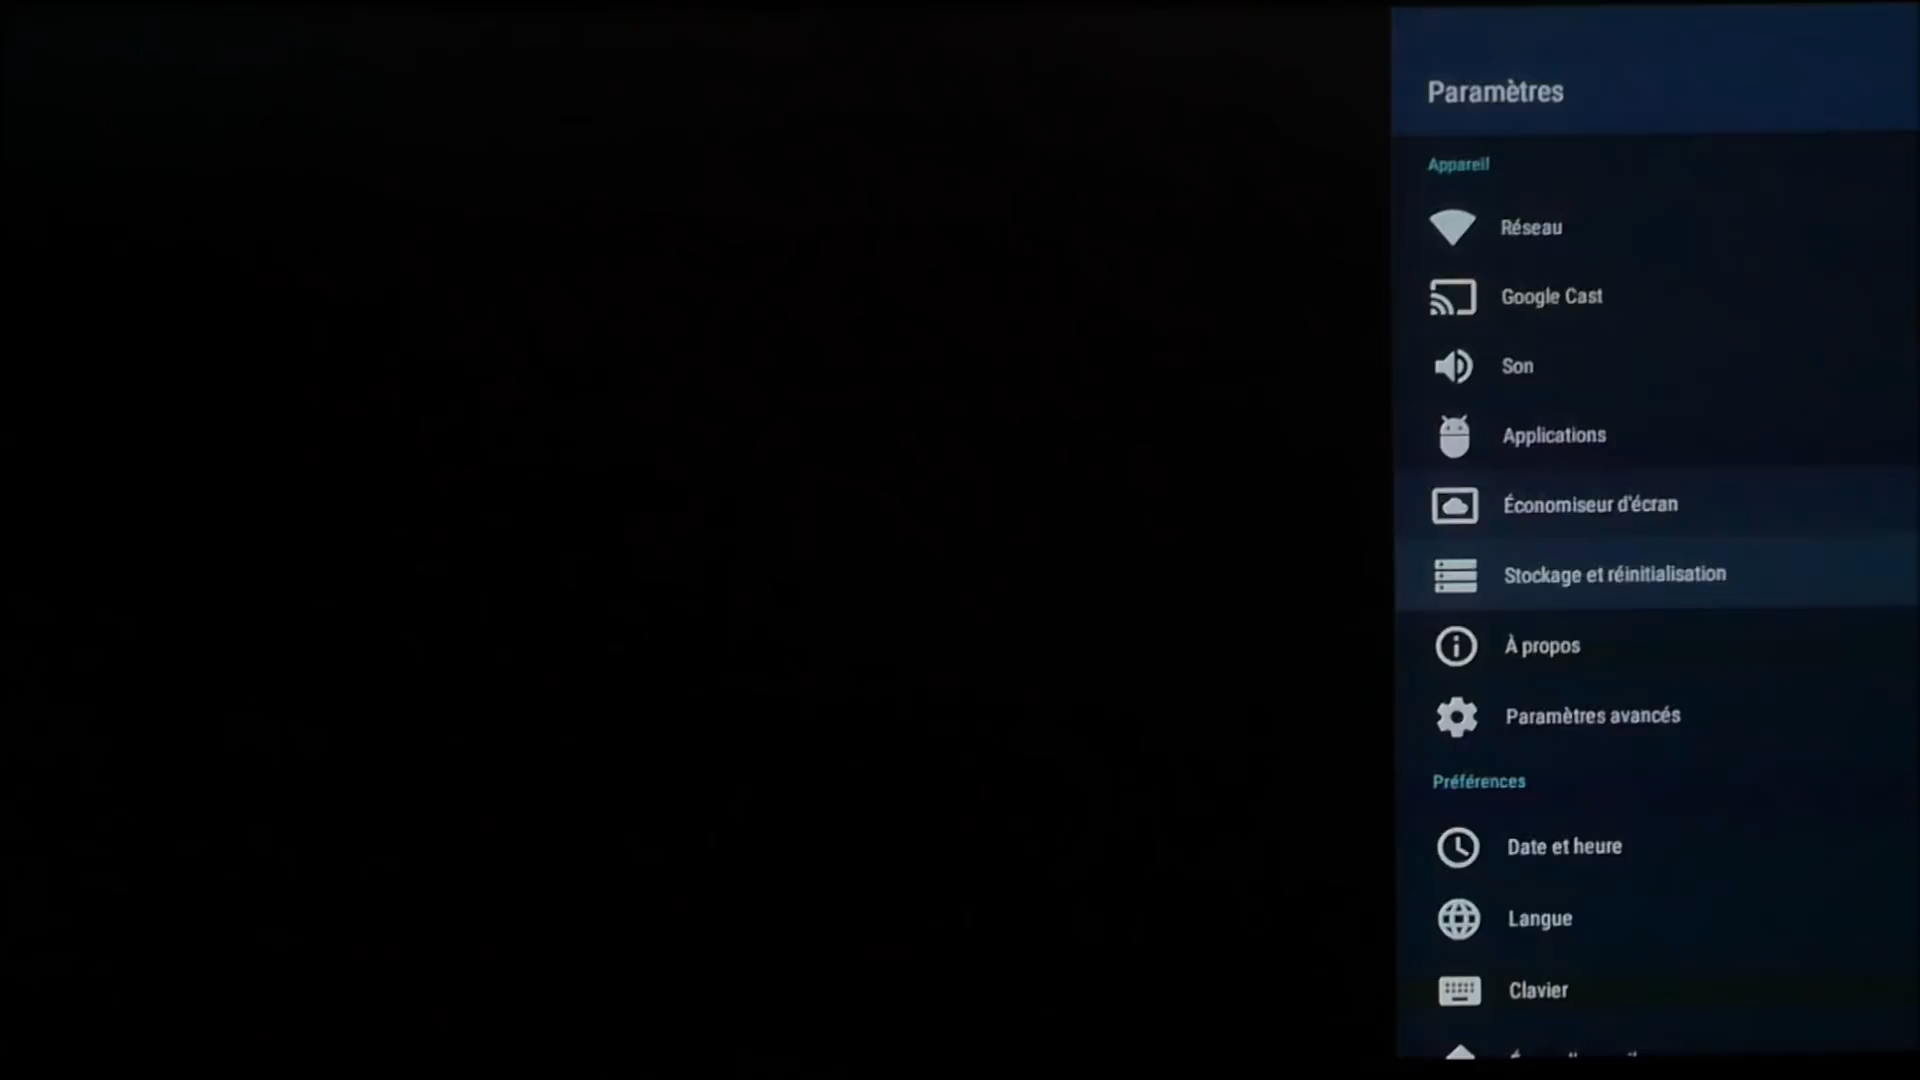 Paramètres
Appareil
Réseau
Google Cast
Son
Applications
Économiseur d'écran
Stockage et réinitialisation
À propos
Paramètres avancés
Préférences
Date et heure
Langue
Clavier